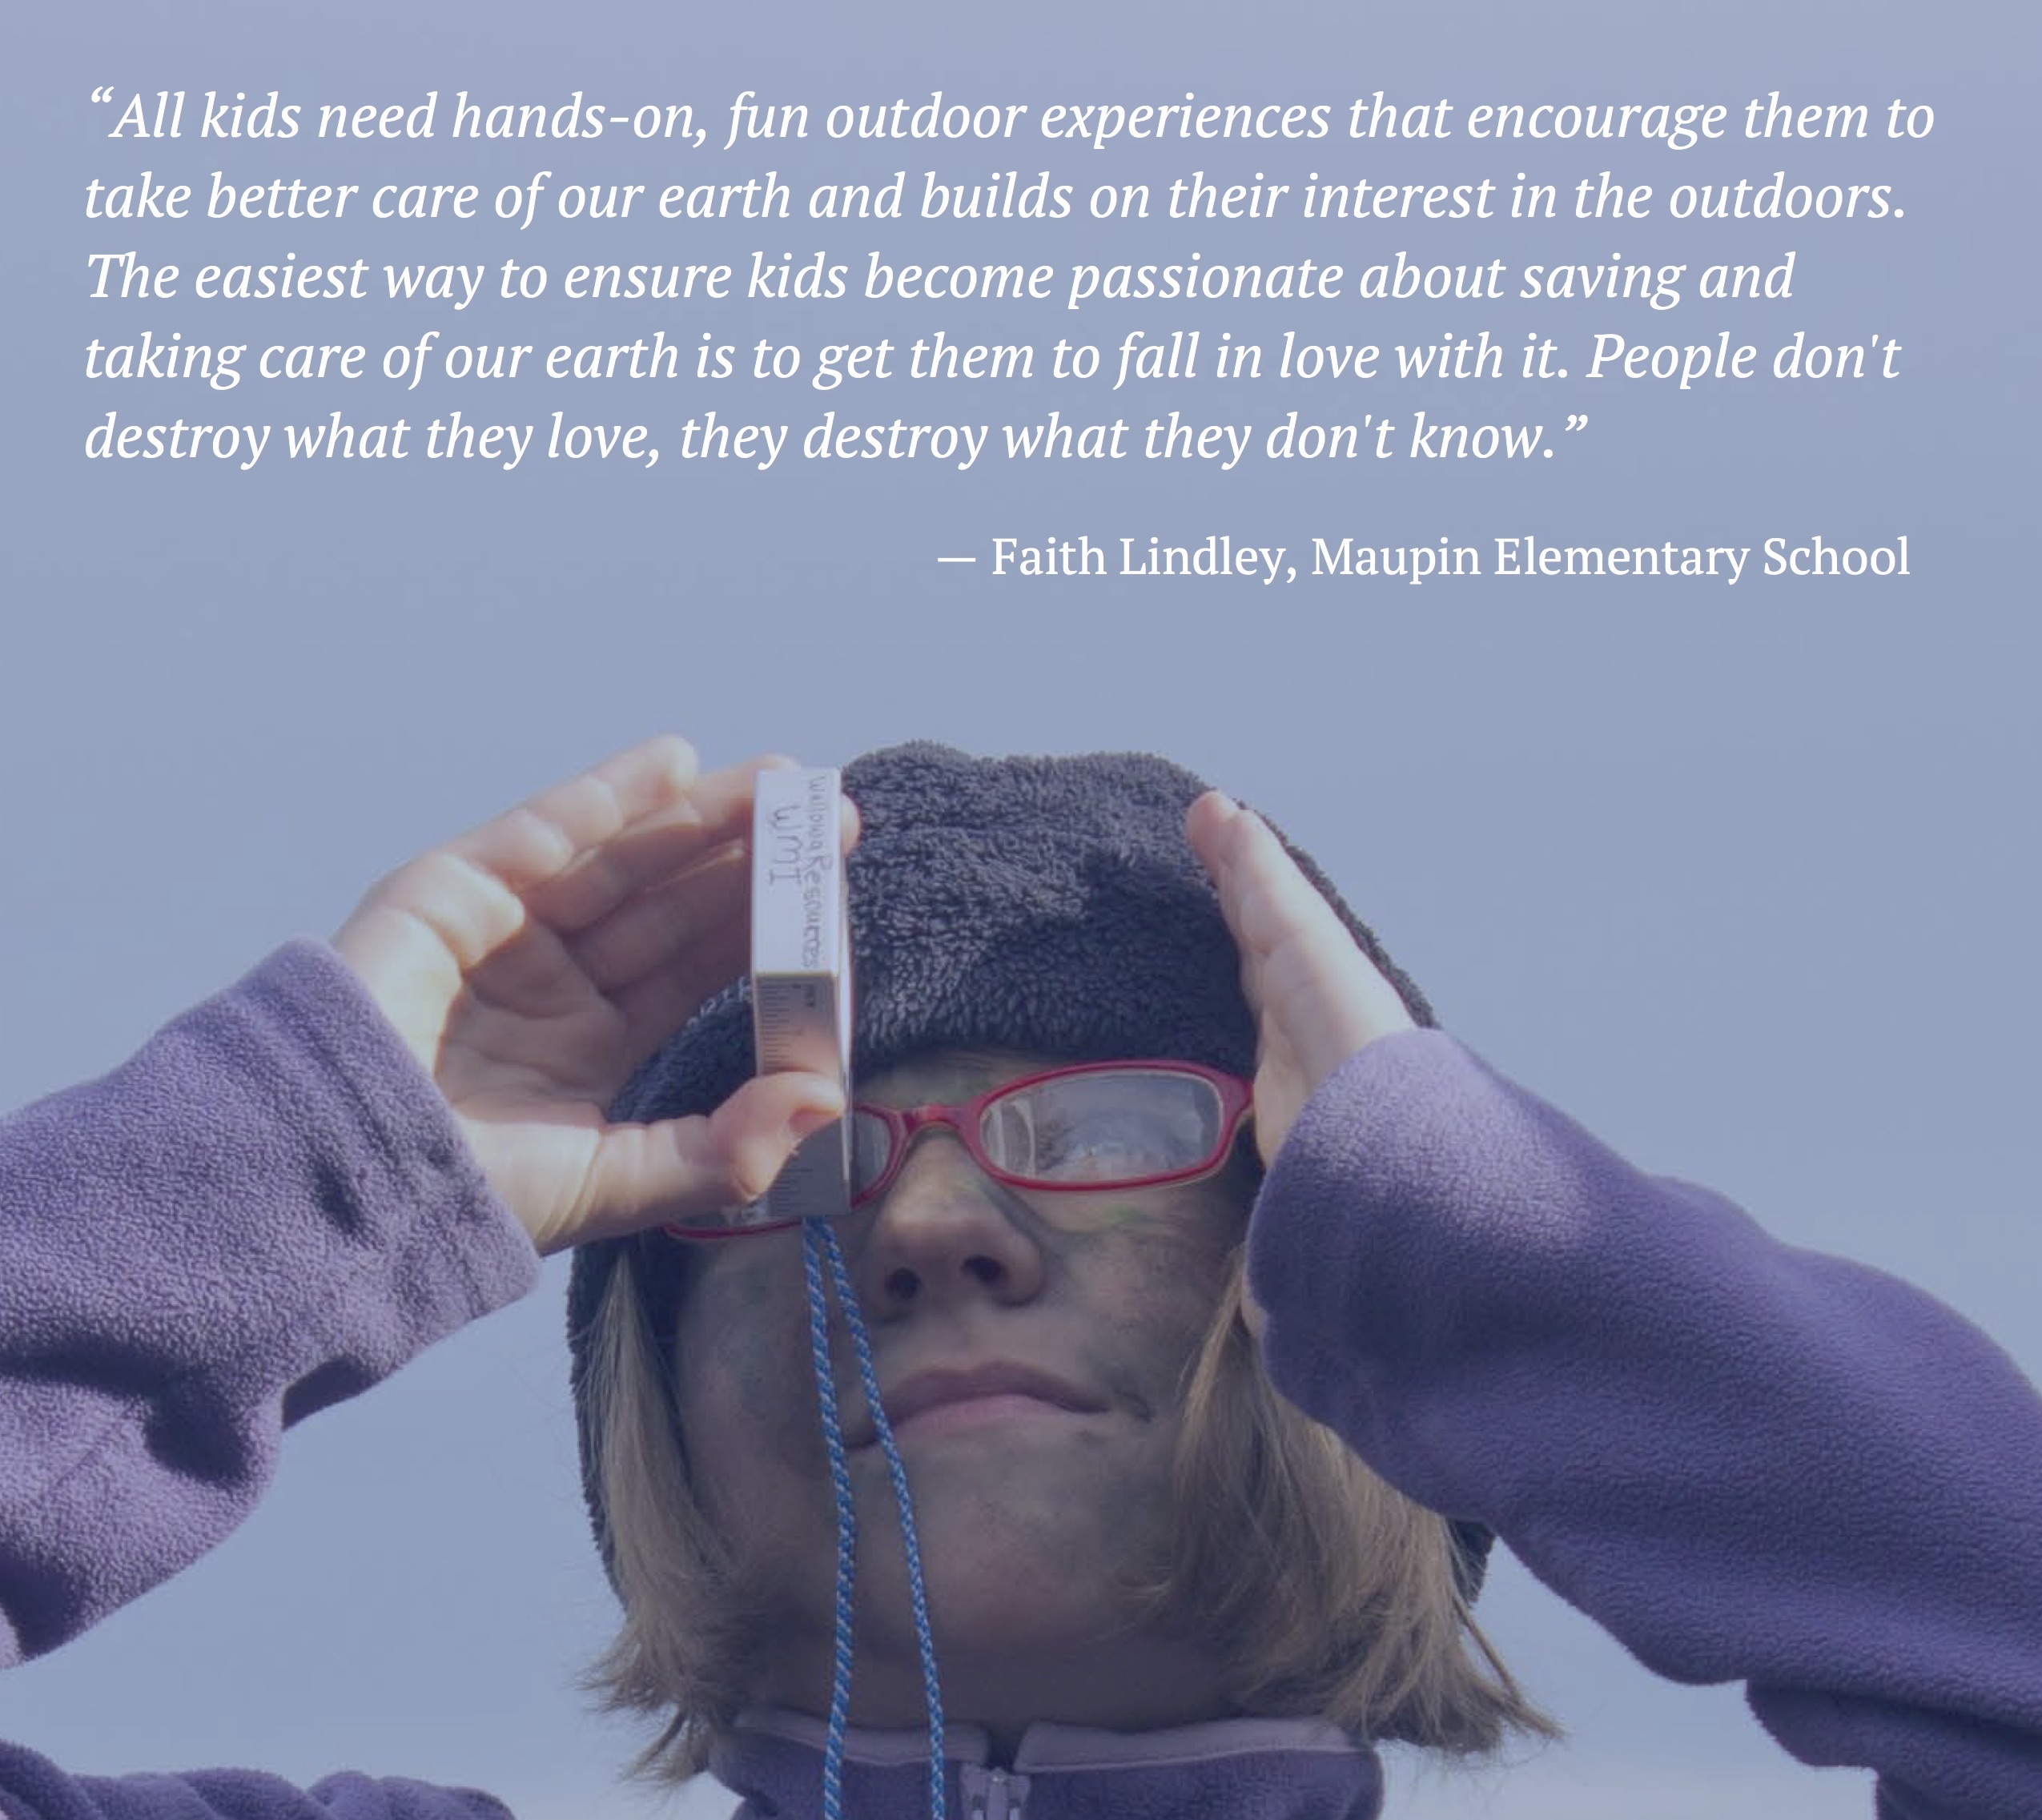 “All kids need hands-on, fun outdoor experiences that encourage them to
take better care of our earth and builds on their interest in the outdoors.
The easiest way to ensure kids become passionate about saving and
taking care of our earth is to get them to fall in love with it. People don't
destroy what they love, they destroy what they don't know.”
— Faith Lindley, Maupin Elementary School
Wallowa Resources
WMI